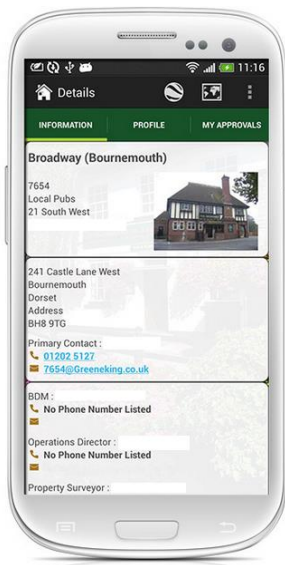 11:16
Details
INFORMATION PROFILE MY APPROVALS
Broadway (Bournemouth)
7654
Local Pubs
21 South West
241 Castle Lane West
Bournemouth
Dorset
Address
BH8 9TG
Primary Contact :
01202 5127
7654@Greeneking.co.uk
BDM :
No Phone Number Listed
Operations Director :
No Phone Number Listed
Property Surveyor :